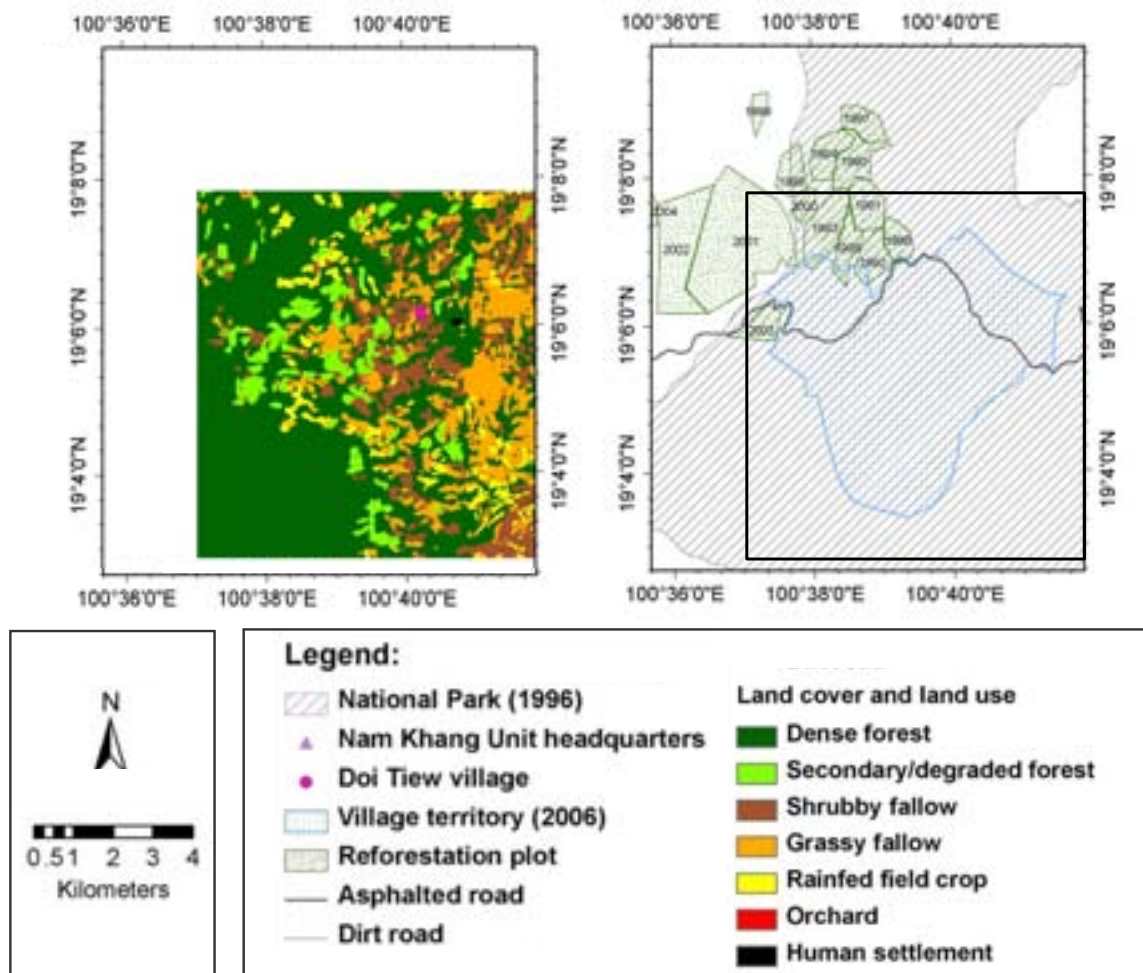 100°36'0"E 100°38'0"E 100°40'0"E
19°8'0"N
19°6'0"N
19°4'0"N
19°8'0"N
19°6'0"N
19°4'0"N
100°36'0"E 100°38'0"E 100°40'0"E
100°36'0"E 100°38'0"E 100°40'0"E
19°8'0"N
19°6'0"N
19°4'0"N
1997
2004
2002
2001
2000
19°8'0"N
19°6'0"N
19°4'0"N
100°36'0"E 100°38'0"E 100°40'0"E
N
0 .5 1 2 3 4
Kilometers
Legend:
National Park (1996)
Nam Khang Unit headquarters
Doi Tiew village
Village territory (2006)
Reforestation plot
Asphalted road
Dirt road
Land cover and land use
Dense forest
Secondary/degraded forest
Shrubby fallow
Grassy fallow
Rainfed field crop
Orchard
Human settlement